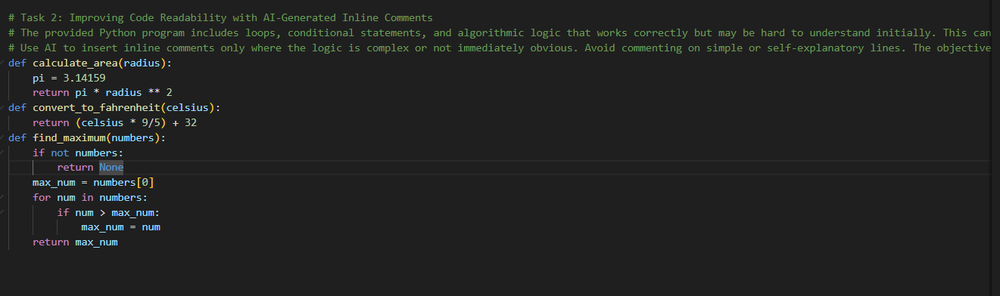 # Task 2: Improving Code Readability with AI-Generated Inline Comments
# The provided Python program includes loops, conditional statements, and algorithmic logic that works correctly but may be hard to understand initially. This can
# Use AI to insert inline comments only where the logic is complex or not immediately obvious. Avoid commenting on simple or self-explanatory lines. The objective
def calculate_area(radius):
    pi = 3.14159
    return pi * radius ** 2
def convert_to_fahrenheit(celsius):
    return (celsius * 9/5) + 32
def find_maximum(numbers):
    if not numbers:
        return None
    max_num = numbers[0]
    for num in numbers:
        if num > max_num:
            max_num = num
    return max_num